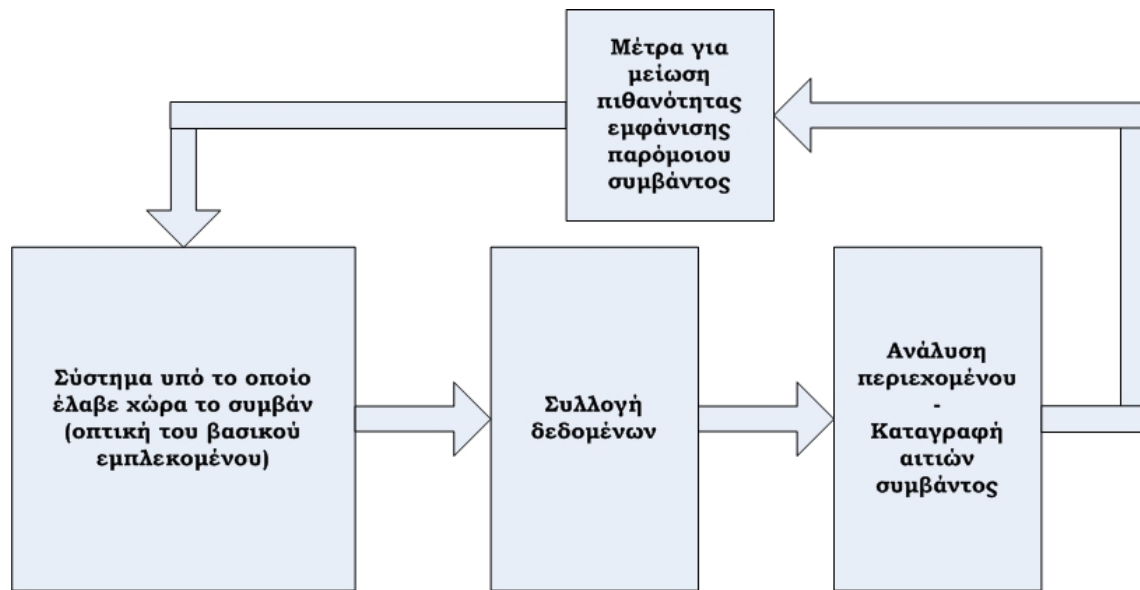 Μέτρα για
μείωση
πιθανότητας
εμφάνισης
παρόμοιου
συμβάντος
Σύστημα υπό το οποίο
έλαβε χώρα το συμβάν
(οπτική του βασικού
εμπλεκομένου)
Συλλογή
δεδομένων
Ανάλυση
περιεχομένου
-
Καταγραφή
αιτιών
συμβάντος